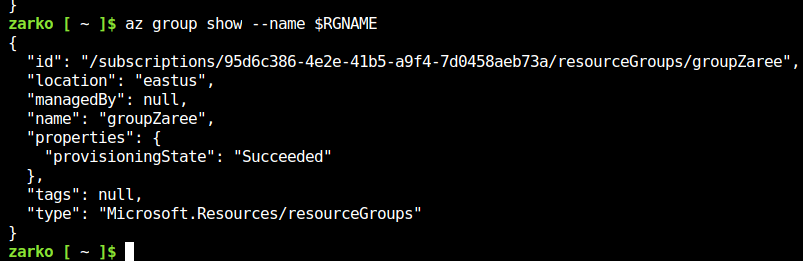 }
zarko [ ~ ]$ az group show --name $RGNAME
{
  "id": "/subscriptions/95d6c386-4e2e-41b5-a9f4-7d0458aeb73a/resourceGroups/groupZaree",
  "location": "eastus",
  "managedBy": null,
  "name": "groupZaree",
  "properties": {
    "provisioningState": "Succeeded"
  },
  "tags": null,
  "type": "Microsoft.Resources/resourceGroups"
}
zarko [ ~ ]$